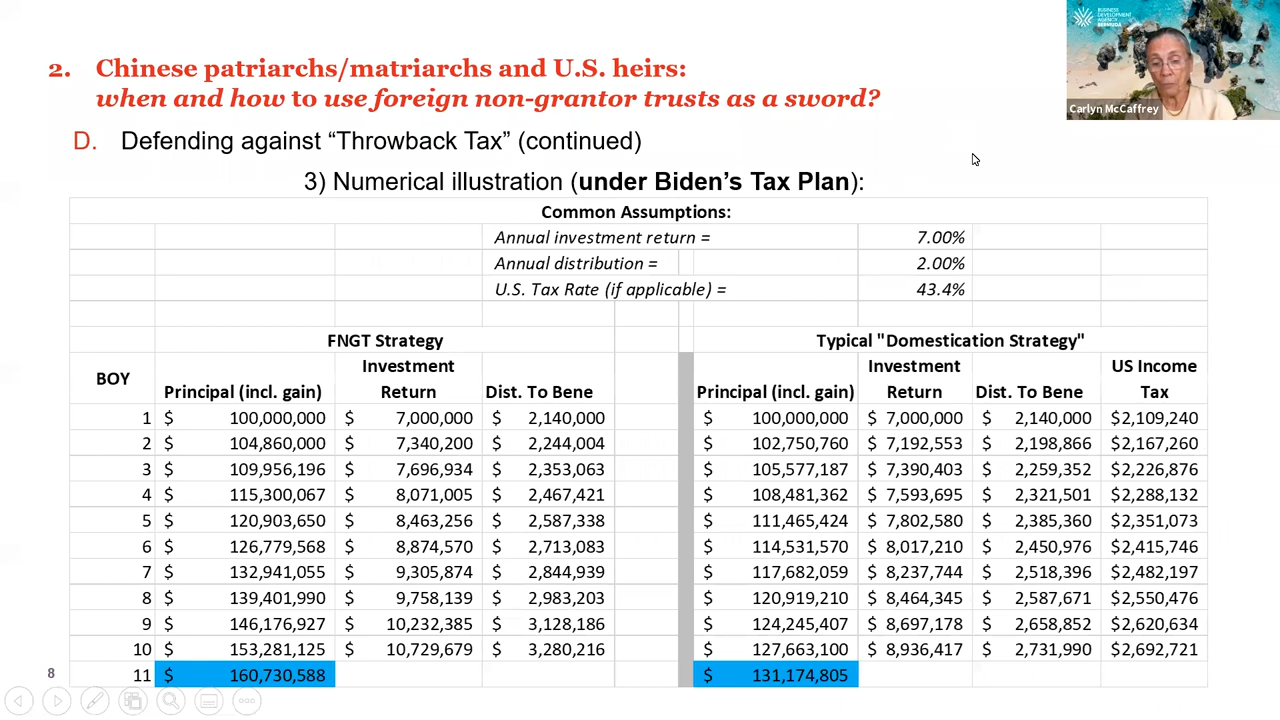 BUSINESS
DEVELOPMENT
AGENCY
BERMUDA
Carlyn McCaffrey
2. Chinese patriarchs/matriarchs and U.S. heirs:
when and how to use foreign non-grantor trusts as a sword?
D. Defending against “Throwback Tax” (continued)
3) Numerical illustration (under Biden’s Tax Plan):
Common Assumptions:
Annual investment return = 7.00%
Annual distribution = 2.00%
U.S. Tax Rate (if applicable) = 43.4%
FNGT Strategy Typical "Domestication Strategy"
Investment Investment US Income
BOY Principal (incl. gain) Return Dist. To Bene Principal (incl. gain) Return Dist. To Bene Tax
1 $ 100,000,000 $ 7,000,000 $ 2,140,000 $ 100,000,000 $ 7,000,000 $ 2,140,000 $2,109,240
2 $ 104,860,000 $ 7,340,200 $ 2,244,004 $ 102,750,760 $ 7,192,553 $ 2,198,866 $2,167,260
3 $ 109,956,196 $ 7,696,934 $ 2,353,063 $ 105,577,187 $ 7,390,403 $ 2,259,352 $2,226,876
4 $ 115,300,067 $ 8,071,005 $ 2,467,421 $ 108,481,362 $ 7,593,695 $ 2,321,501 $2,288,132
5 $ 120,903,650 $ 8,463,256 $ 2,587,338 $ 111,465,424 $ 7,802,580 $ 2,385,360 $2,351,073
6 $ 126,779,568 $ 8,874,570 $ 2,713,083 $ 114,531,570 $ 8,017,210 $ 2,450,976 $2,415,746
7 $ 132,941,055 $ 9,305,874 $ 2,844,939 $ 117,682,059 $ 8,237,744 $ 2,518,396 $2,482,197
8 $ 139,401,990 $ 9,758,139 $ 2,983,203 $ 120,919,210 $ 8,464,345 $ 2,587,671 $2,550,476
9 $ 146,176,927 $ 10,232,385 $ 3,128,186 $ 124,245,407 $ 8,697,178 $ 2,658,852 $2,620,634
10 $ 153,281,125 $ 10,729,679 $ 3,280,216 $ 127,663,100 $ 8,936,417 $ 2,731,990 $2,692,721
11 $ 160,730,588 $ 131,174,805
8